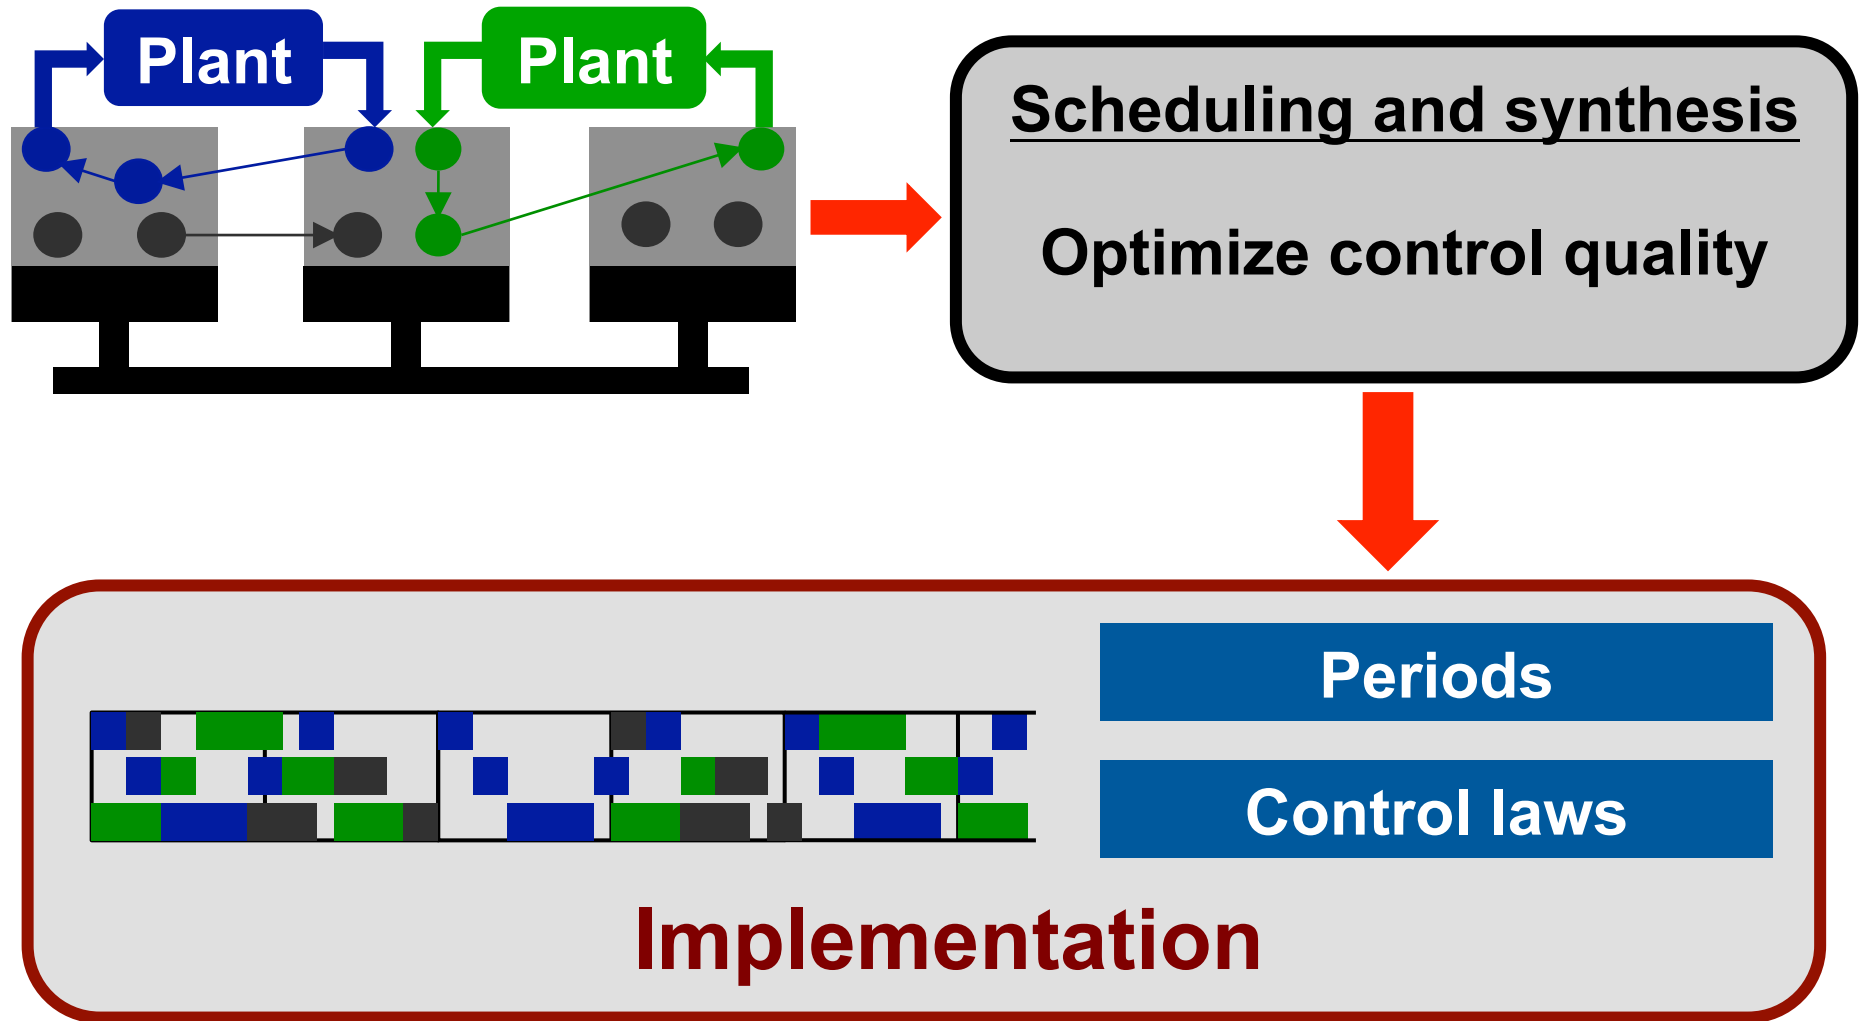 Plant
Plant
Scheduling and synthesis
Optimize control quality
Periods
Control laws
Implementation